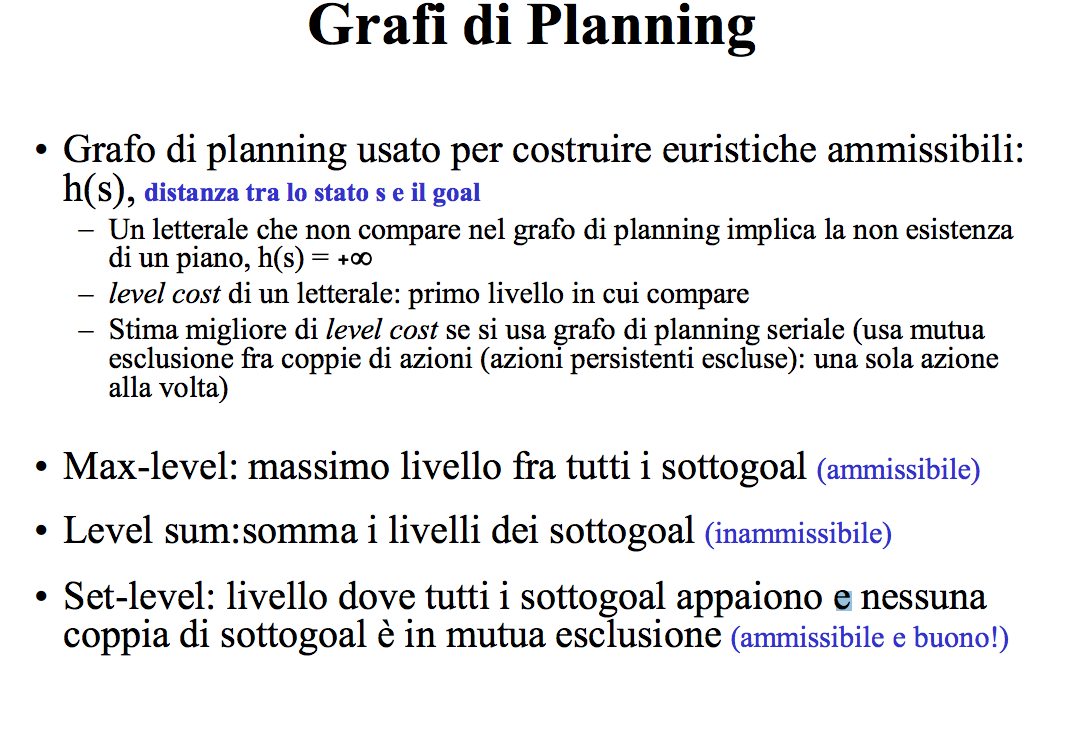 Grafi di Planning
• Grafo di planning usato per costruire euristiche ammissibili:
h(s), distanza tra lo stato s e il goal
– Un letterale che non compare nel grafo di planning implica la non esistenza
di un piano, h(s) = +∞
– level cost di un letterale: primo livello in cui compare
– Stima migliore di level cost se si usa grafo di planning seriale (usa mutua
esclusione fra coppie di azioni (azioni persistenti escluse): una sola azione
alla volta)
• Max-level: massimo livello fra tutti i sottogoal (ammissibile)
• Level sum:somma i livelli dei sottogoal (inammissibile)
• Set-level: livello dove tutti i sottogoal appaiono e nessuna
coppia di sottogoal è in mutua esclusione (ammissibile e buono!)